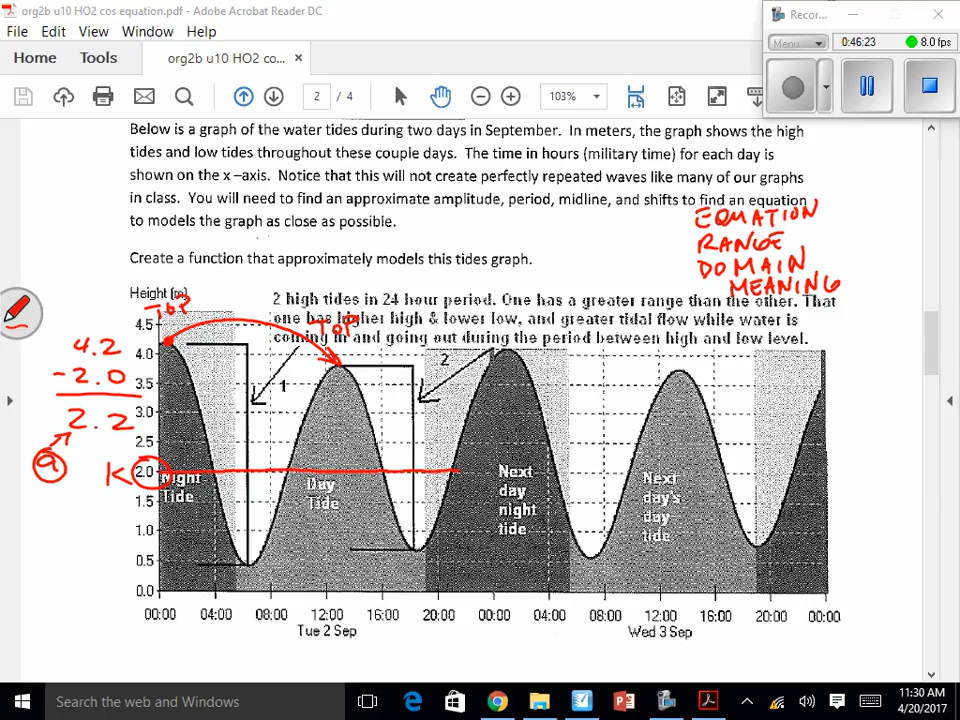 org2b u10 HO2 cos equation.pdf - Adobe Acrobat Reader DC
Recor...
File Edit View Window Help
Menu
0:46:23
8.0 fps
Home Tools org2b u10 HO2 co... ×
2 / 4
103%
Below is a graph of the water tides during two days in September. In meters, the graph shows the high
tides and low tides throughout these couple days. The time in hours (military time) for each day is
shown on the x –axis. Notice that this will not create perfectly repeated waves like many of our graphs
in class. You will need to find an approximate amplitude, period, midline, and shifts to find an equation
to models the graph as close as possible.
EQUATION
RANGE
DOMAIN
MEANING
Create a function that approximately models this tides graph.
Height (m)
2 high tides in 24 hour period. One has a greater range than the other. That
one has higher high & lower low, and greater tidal flow while water is
coming in and going out during the period between high and low level.
TOP
TOP
4.5
4.0
3.5
3.0
2.5
2.0
1.5
1.0
0.5
0.0
4.2
-2.0
2.2
a
K
1
2
Night
Tide
Day
Tide
Next
day
night
tide
Next
day's
day
tide
00:00 04:00 08:00 12:00 16:00 20:00 00:00 04:00 08:00 12:00 16:00 20:00 00:00
Tue 2 Sep
Wed 3 Sep
Search the web and Windows
11:30 AM
4/20/2017